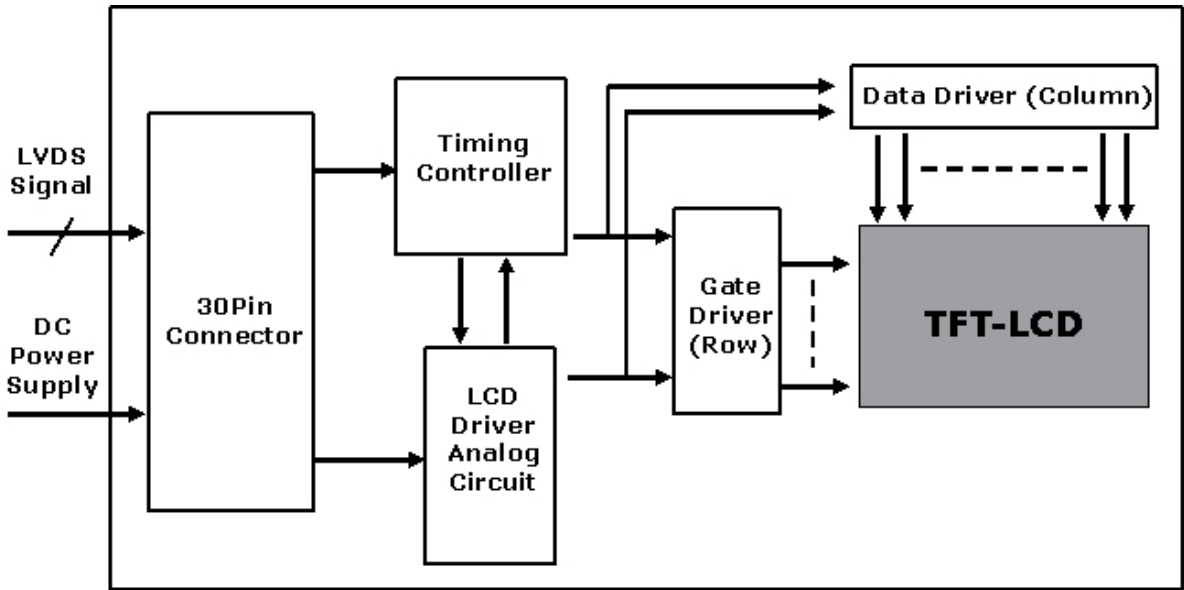 LVDS
Signal
DC
Power
Supply
30Pin
Connector
Timing
Controller
LCD
Driver
Analog
Circuit
Gate
Driver
(Row)
Data Driver (Column)
TFT-LCD